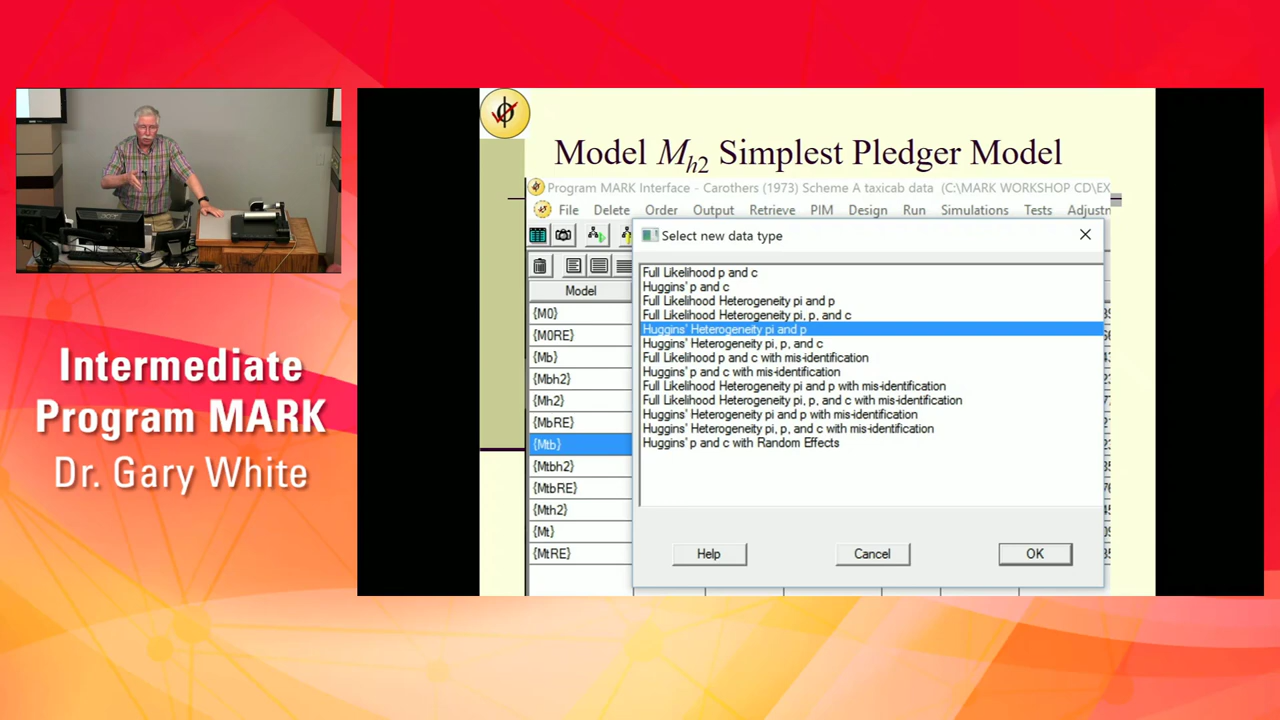 Model Mh2 Simplest Pledger Model
Program MARK Interface - Carothers (1973) Scheme A taxicab data (C:\MARK WORKSHOP CD\EX
File Delete Order Output Retrieve PIM Design Run Simulations Tests Adjustm
Select new data type
Model
{M0}
{M0RE}
{Mb}
{Mbh2}
{Mh2}
{MbRE}
{Mtb}
{Mtbh2}
{MtbRE}
{Mth2}
{Mt}
{MtRE}
Full Likelihood p and c
Huggins' p and c
Full Likelihood Heterogeneity pi and p
Full Likelihood Heterogeneity pi, p, and c
Huggins' Heterogeneity pi and p
Huggins' Heterogeneity pi, p, and c
Full Likelihood p and c with mis-identification
Huggins' p and c with mis-identification
Full Likelihood Heterogeneity pi and p with mis-identification
Full Likelihood Heterogeneity pi, p, and c with mis-identification
Huggins' Heterogeneity pi and p with mis-identification
Huggins' Heterogeneity pi, p, and c with mis-identification
Huggins' p and c with Random Effects
Help Cancel OK
Intermediate
Program MARK
Dr. Gary White